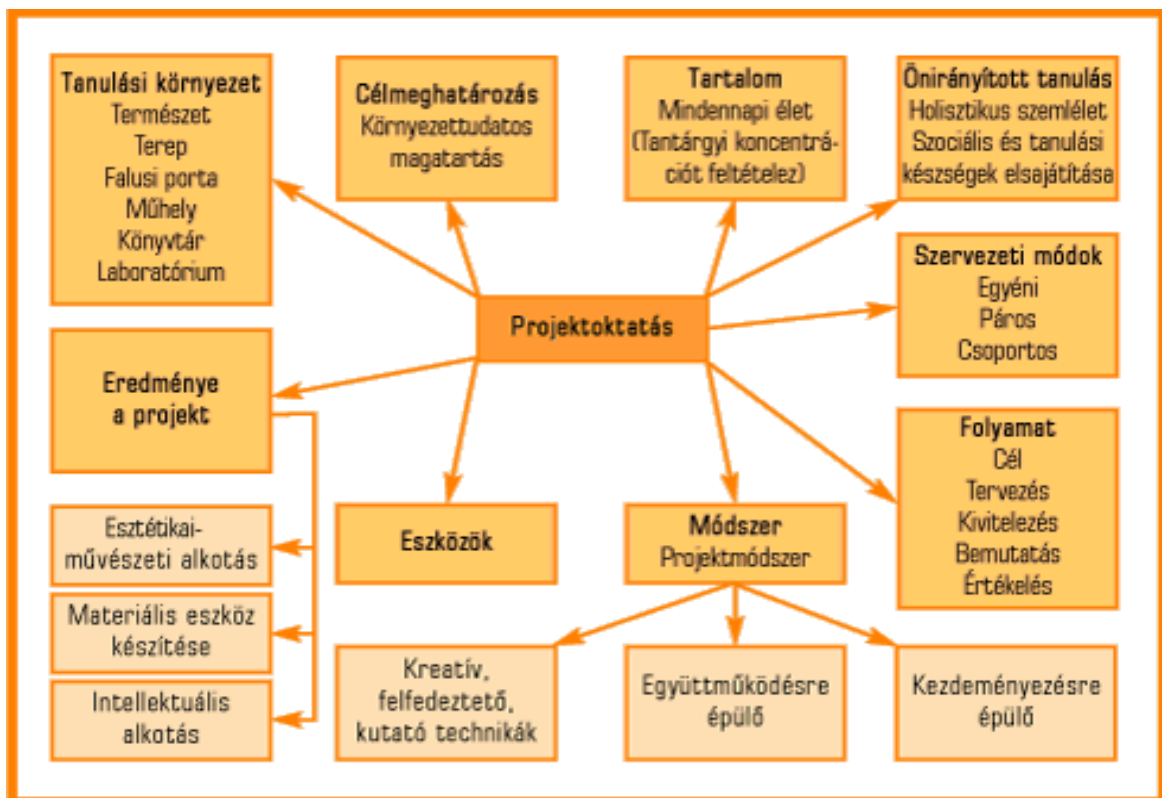 Tanulási környezet
Természet
Terep
Falusi porta
Műhely
Könyvtár
Laboratórium
Célmeghatározás
Környezettudatos
magatartás
Tartalom
Mindennapi élet
(Tantárgyi koncentrá-
ciót feltételez)
Önirányított tanulás
Holisztikus szemlélet
Szociális és tanulási
készségek elsajátítása
Szervezeti módok
Egyéni
Páros
Csoportos
Projektoktatás
Eredménye
a projekt
Folyamat
Cél
Tervezés
Kivitelezés
Bemutatás
Értékelés
Esztétikai-
művészeti alkotás
Materiális eszköz
készítése
Intellektuális
alkotás
Eszközök
Módszer
Projektmódszer
Kreatív,
felfedeztető,
kutató technikák
Együttműködésre
épülő
Kezdeményezésre
épülő